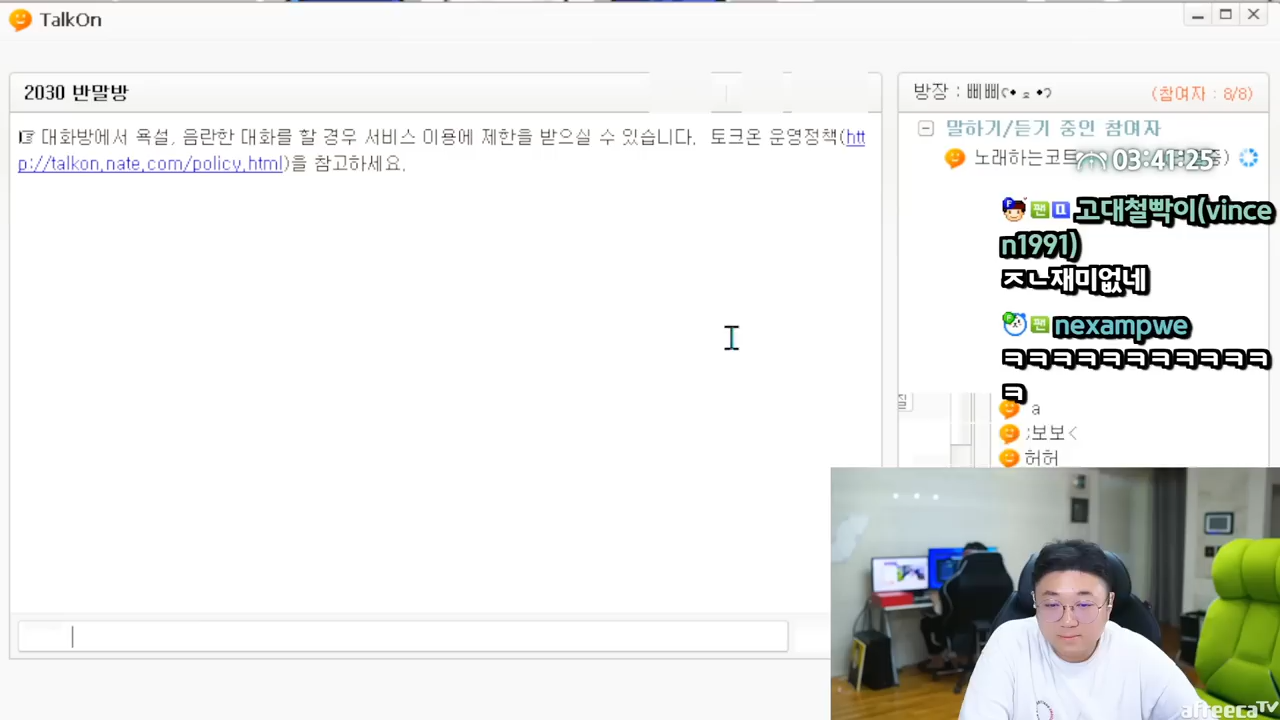 TalkOn
2030 반말방
☞ 대화방에서 욕설, 음란한 대화를 할 경우 서비스 이용에 제한을 받으실 수 있습니다. 토크온 운영정책(htt
p://talkon.nate.com/policy.html)을 참고하세요.
방장 : 삐삐
(참여자 : 8/8)
말하기/듣기 중인 참여자
노래하는코트
03:41:25
팬 고대철빡이(vince
n1991)
ㅈㄴ재미없네
팬 nexampwe
ㅋㅋㅋㅋㅋㅋㅋㅋㅋㅋㅋ
ㅋ
a
;보보<
허허
afreecaTV